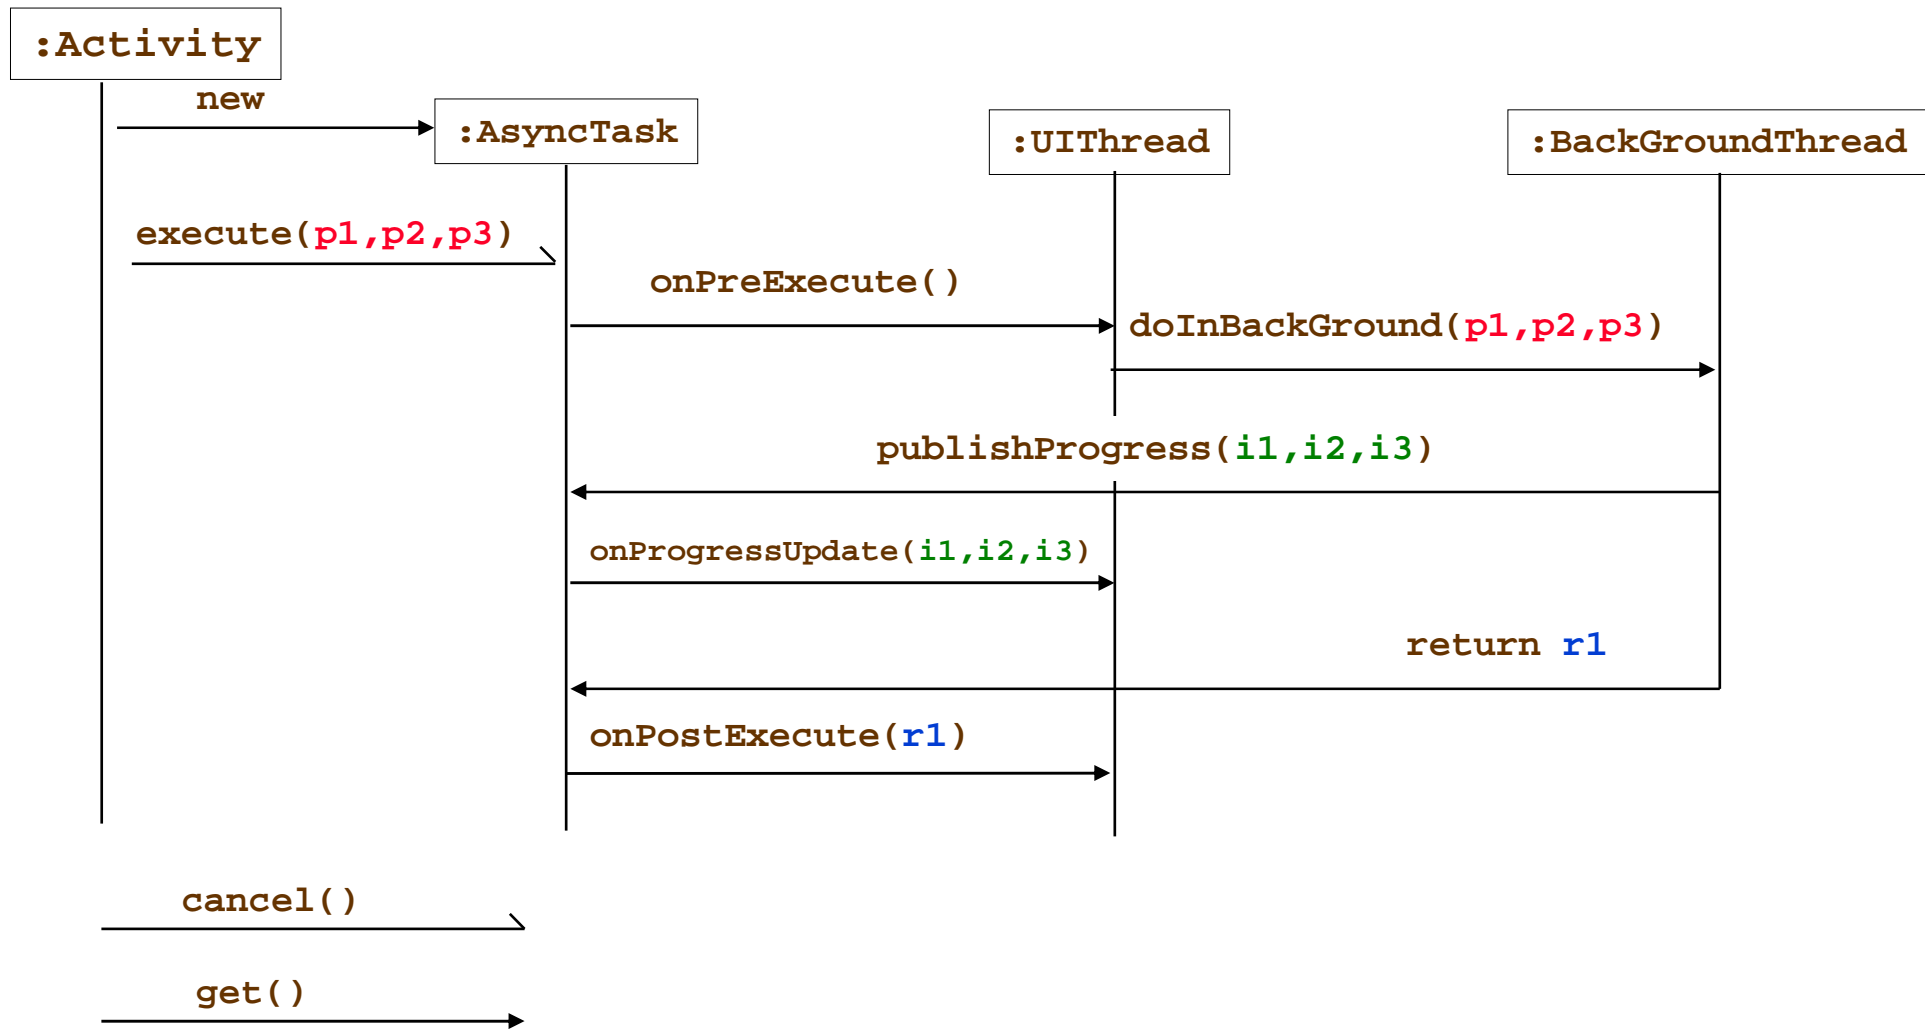 :Activity
new
:AsyncTask
:UIThread
:BackGroundThread
execute(p1,p2,p3)
onPreExecute()
doInBackGround(p1,p2,p3)
publishProgress(i1,i2,i3)
onProgressUpdate(i1,i2,i3)
return r1
onPostExecute(r1)
cancel()
get()